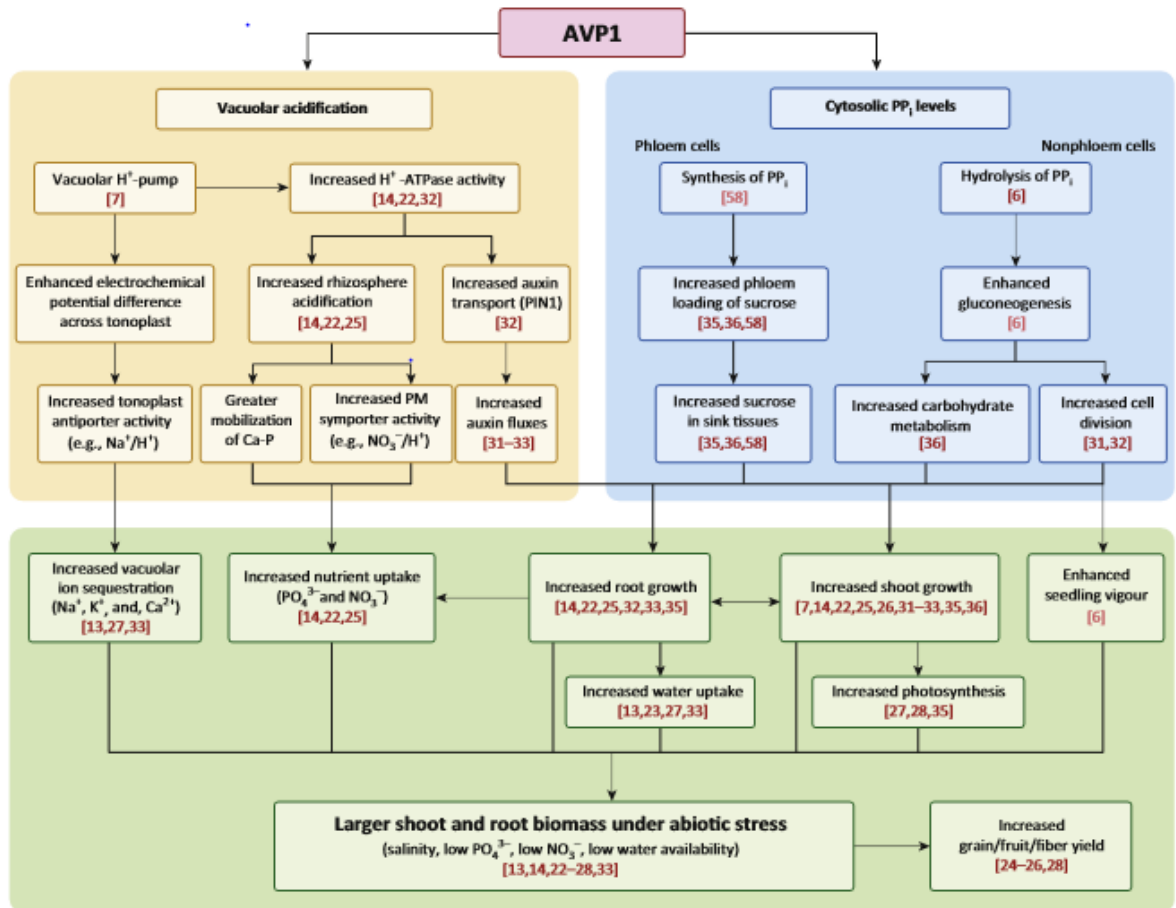 AVP1
Vacuolar acidification
Vacuolar H⁺-pump
[7]
Increased H⁺ -ATPase activity
[14,22,32]
Enhanced electrochemical
potential difference
across tonoplast
Increased rhizosphere
acidification
[14,22,25]
Increased auxin
transport (PIN1)
[32]
Increased tonoplast
antiporter activity
(e.g., Na⁺/H⁺)
Greater
mobilization
of Ca-P
Increased PM
symporter activity
(e.g., NO₃⁻/H⁺)
Increased
auxin fluxes
[31–33]
Cytosolic PPᵢ levels
Phloem cells
Nonphloem cells
Synthesis of PPᵢ
[58]
Hydrolysis of PPᵢ
[6]
Increased phloem
loading of sucrose
[35,36,58]
Enhanced
gluconeogenesis
[6]
Increased sucrose
in sink tissues
[35,36,58]
Increased carbohydrate
metabolism
[36]
Increased cell
division
[31,32]
Increased vacuolar
ion sequestration
(Na⁺, K⁺, and, Ca²⁺)
[13,27,33]
Increased nutrient uptake
(PO₄³⁻ and NO₃⁻)
[14,22,25]
Increased root growth
[14,22,25,32,33,35]
Increased shoot growth
[7,14,22,25,26,31–33,35,36]
Enhanced
seedling vigour
[6]
Increased water uptake
[13,23,27,33]
Increased photosynthesis
[27,28,35]
Larger shoot and root biomass under abiotic stress
(salinity, low PO₄³⁻, low NO₃⁻, low water availability)
[13,14,22–28,33]
Increased
grain/fruit/fiber yield
[24–26,28]